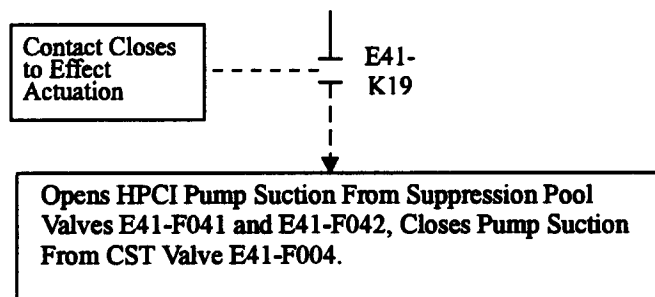 Contact Closes
to Effect
Actuation
E41-
K19
Opens HPCI Pump Suction From Suppression Pool
Valves E41-F041 and E41-F042, Closes Pump Suction
From CST Valve E41-F004.